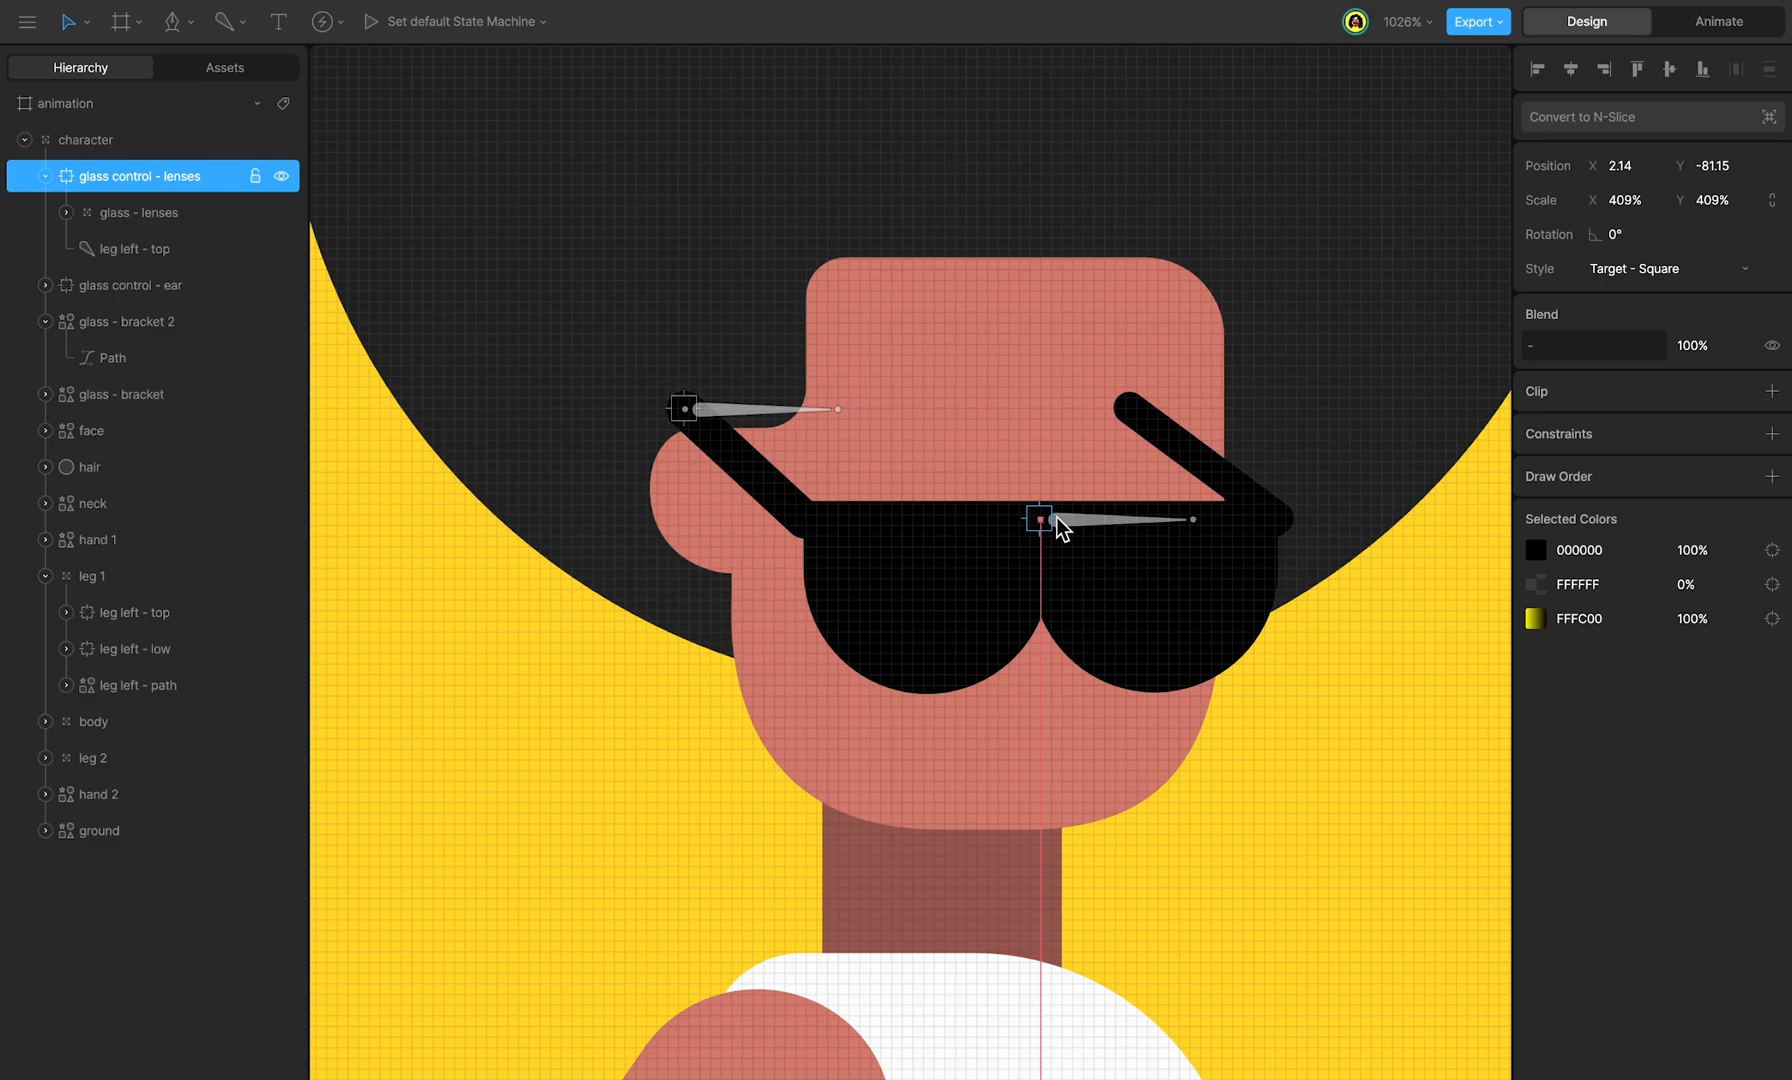 Set default State Machine
1026%
Export
Design
Animate
Hierarchy
Assets
animation
character
glass control - lenses
glass - lenses
leg left - top
glass control - ear
glass - bracket 2
Path
glass - bracket
face
hair
neck
hand 1
leg 1
leg left - top
leg left - low
leg left - path
body
leg 2
hand 2
ground
Convert to N-Slice
Position X 2.14 Y -81.15
Scale X 409% Y 409%
Rotation 0°
Style Target - Square
Blend
- 100%
Clip
Constraints
Draw Order
Selected Colors
000000 100%
FFFFFF 0%
FFFC00 100%